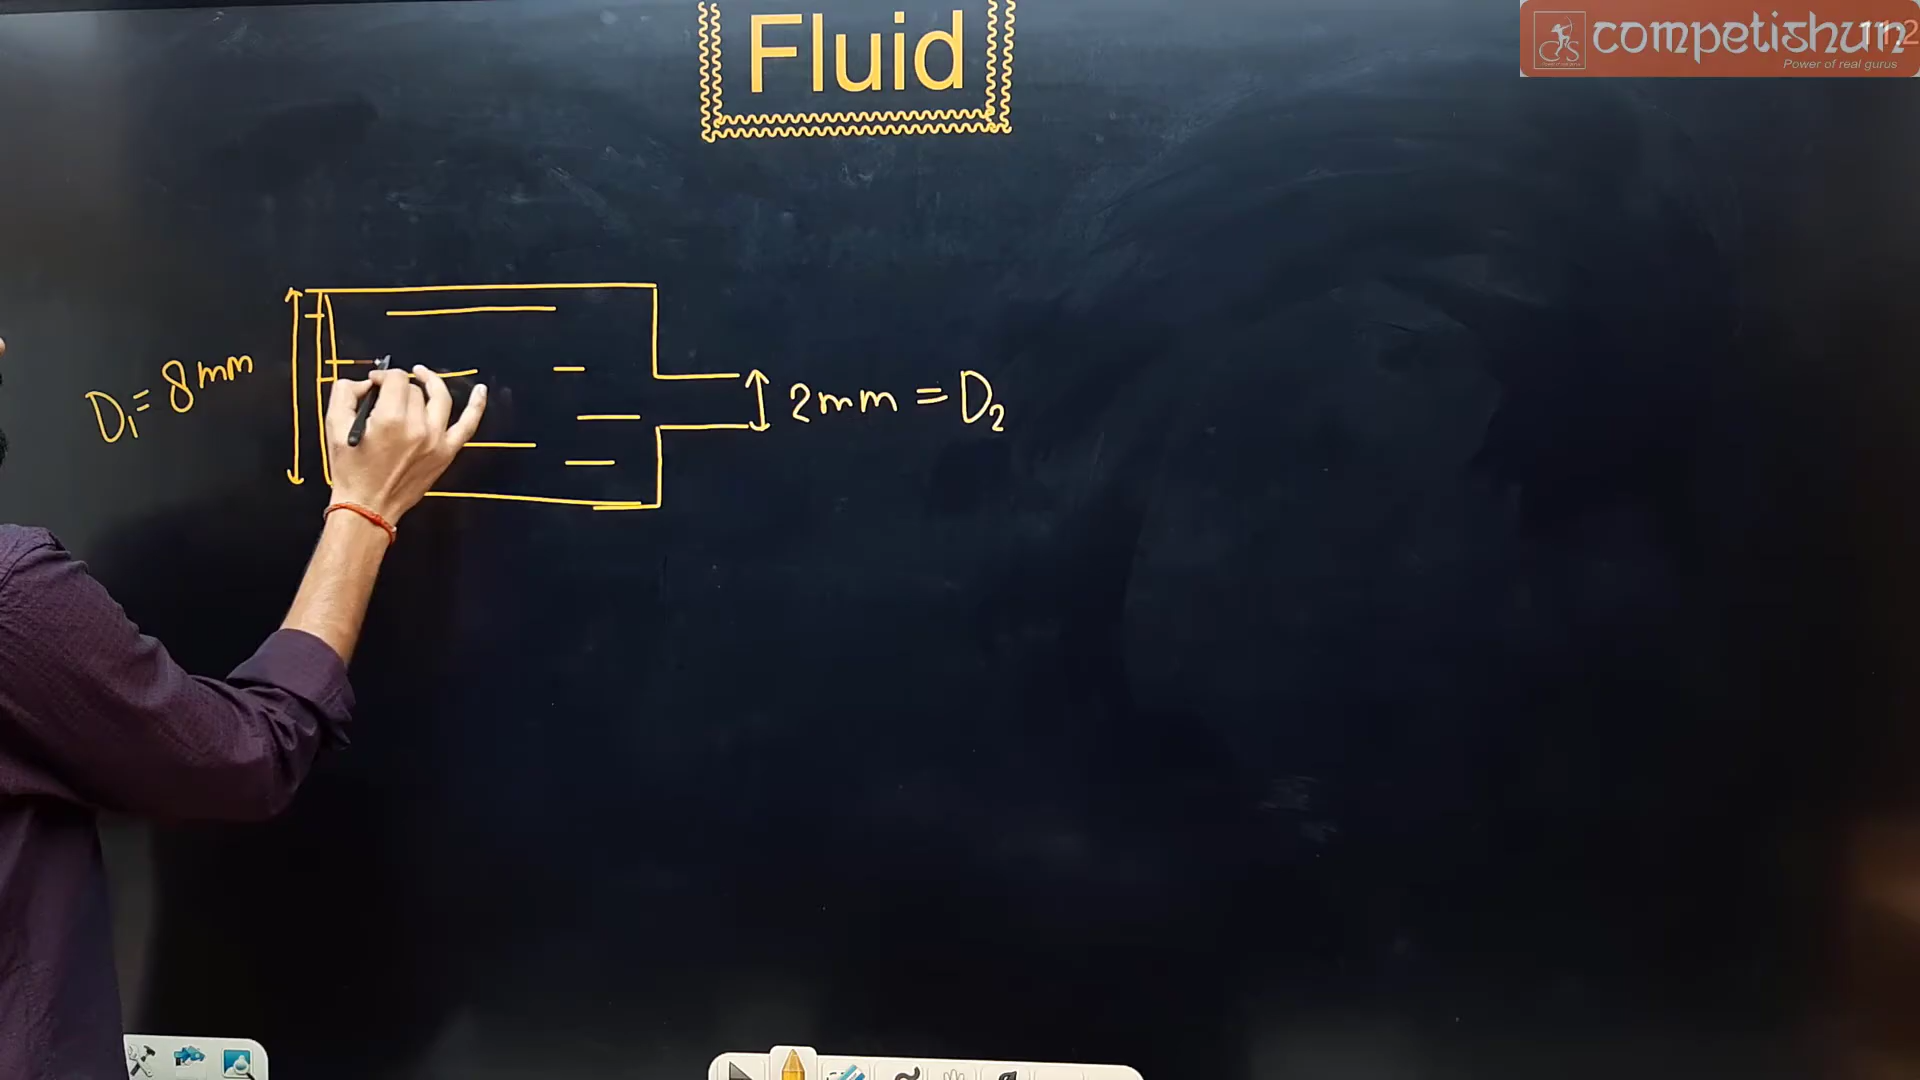 Fluid
competishun
Power of real gurus
D₁ = 8mm
2mm = D₂